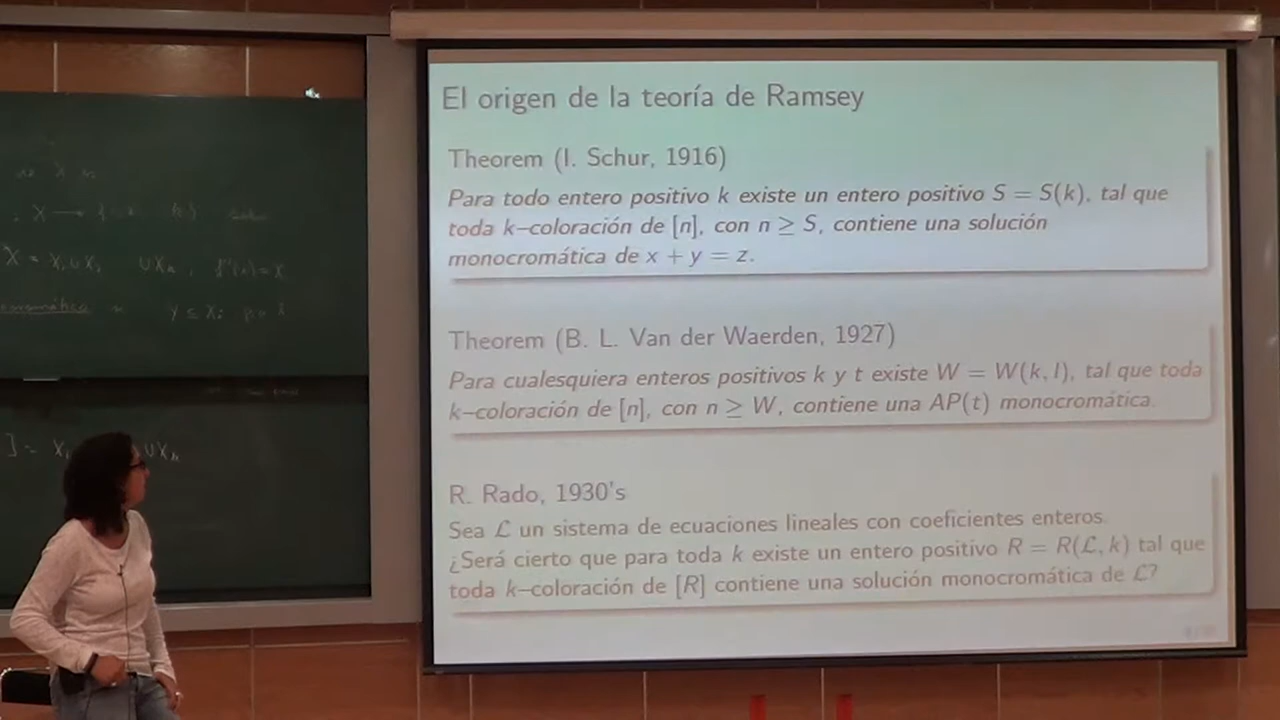 El origen de la teoría de Ramsey
Theorem (I. Schur, 1916)
Para todo entero positivo k existe un entero positivo S = S(k), tal que
toda k–coloración de [n], con n ≥ S, contiene una solución
monocromática de x + y = z.
Theorem (B. L. Van der Waerden, 1927)
Para cualesquiera enteros positivos k y t existe W = W(k, l), tal que toda
k–coloración de [n], con n ≥ W, contiene una AP(t) monocromática.
R. Rado, 1930's
Sea ℒ un sistema de ecuaciones lineales con coeficientes enteros.
¿Será cierto que para toda k existe un entero positivo R = R(ℒ, k) tal que
toda k–coloración de [R] contiene una solución monocromática de ℒ?